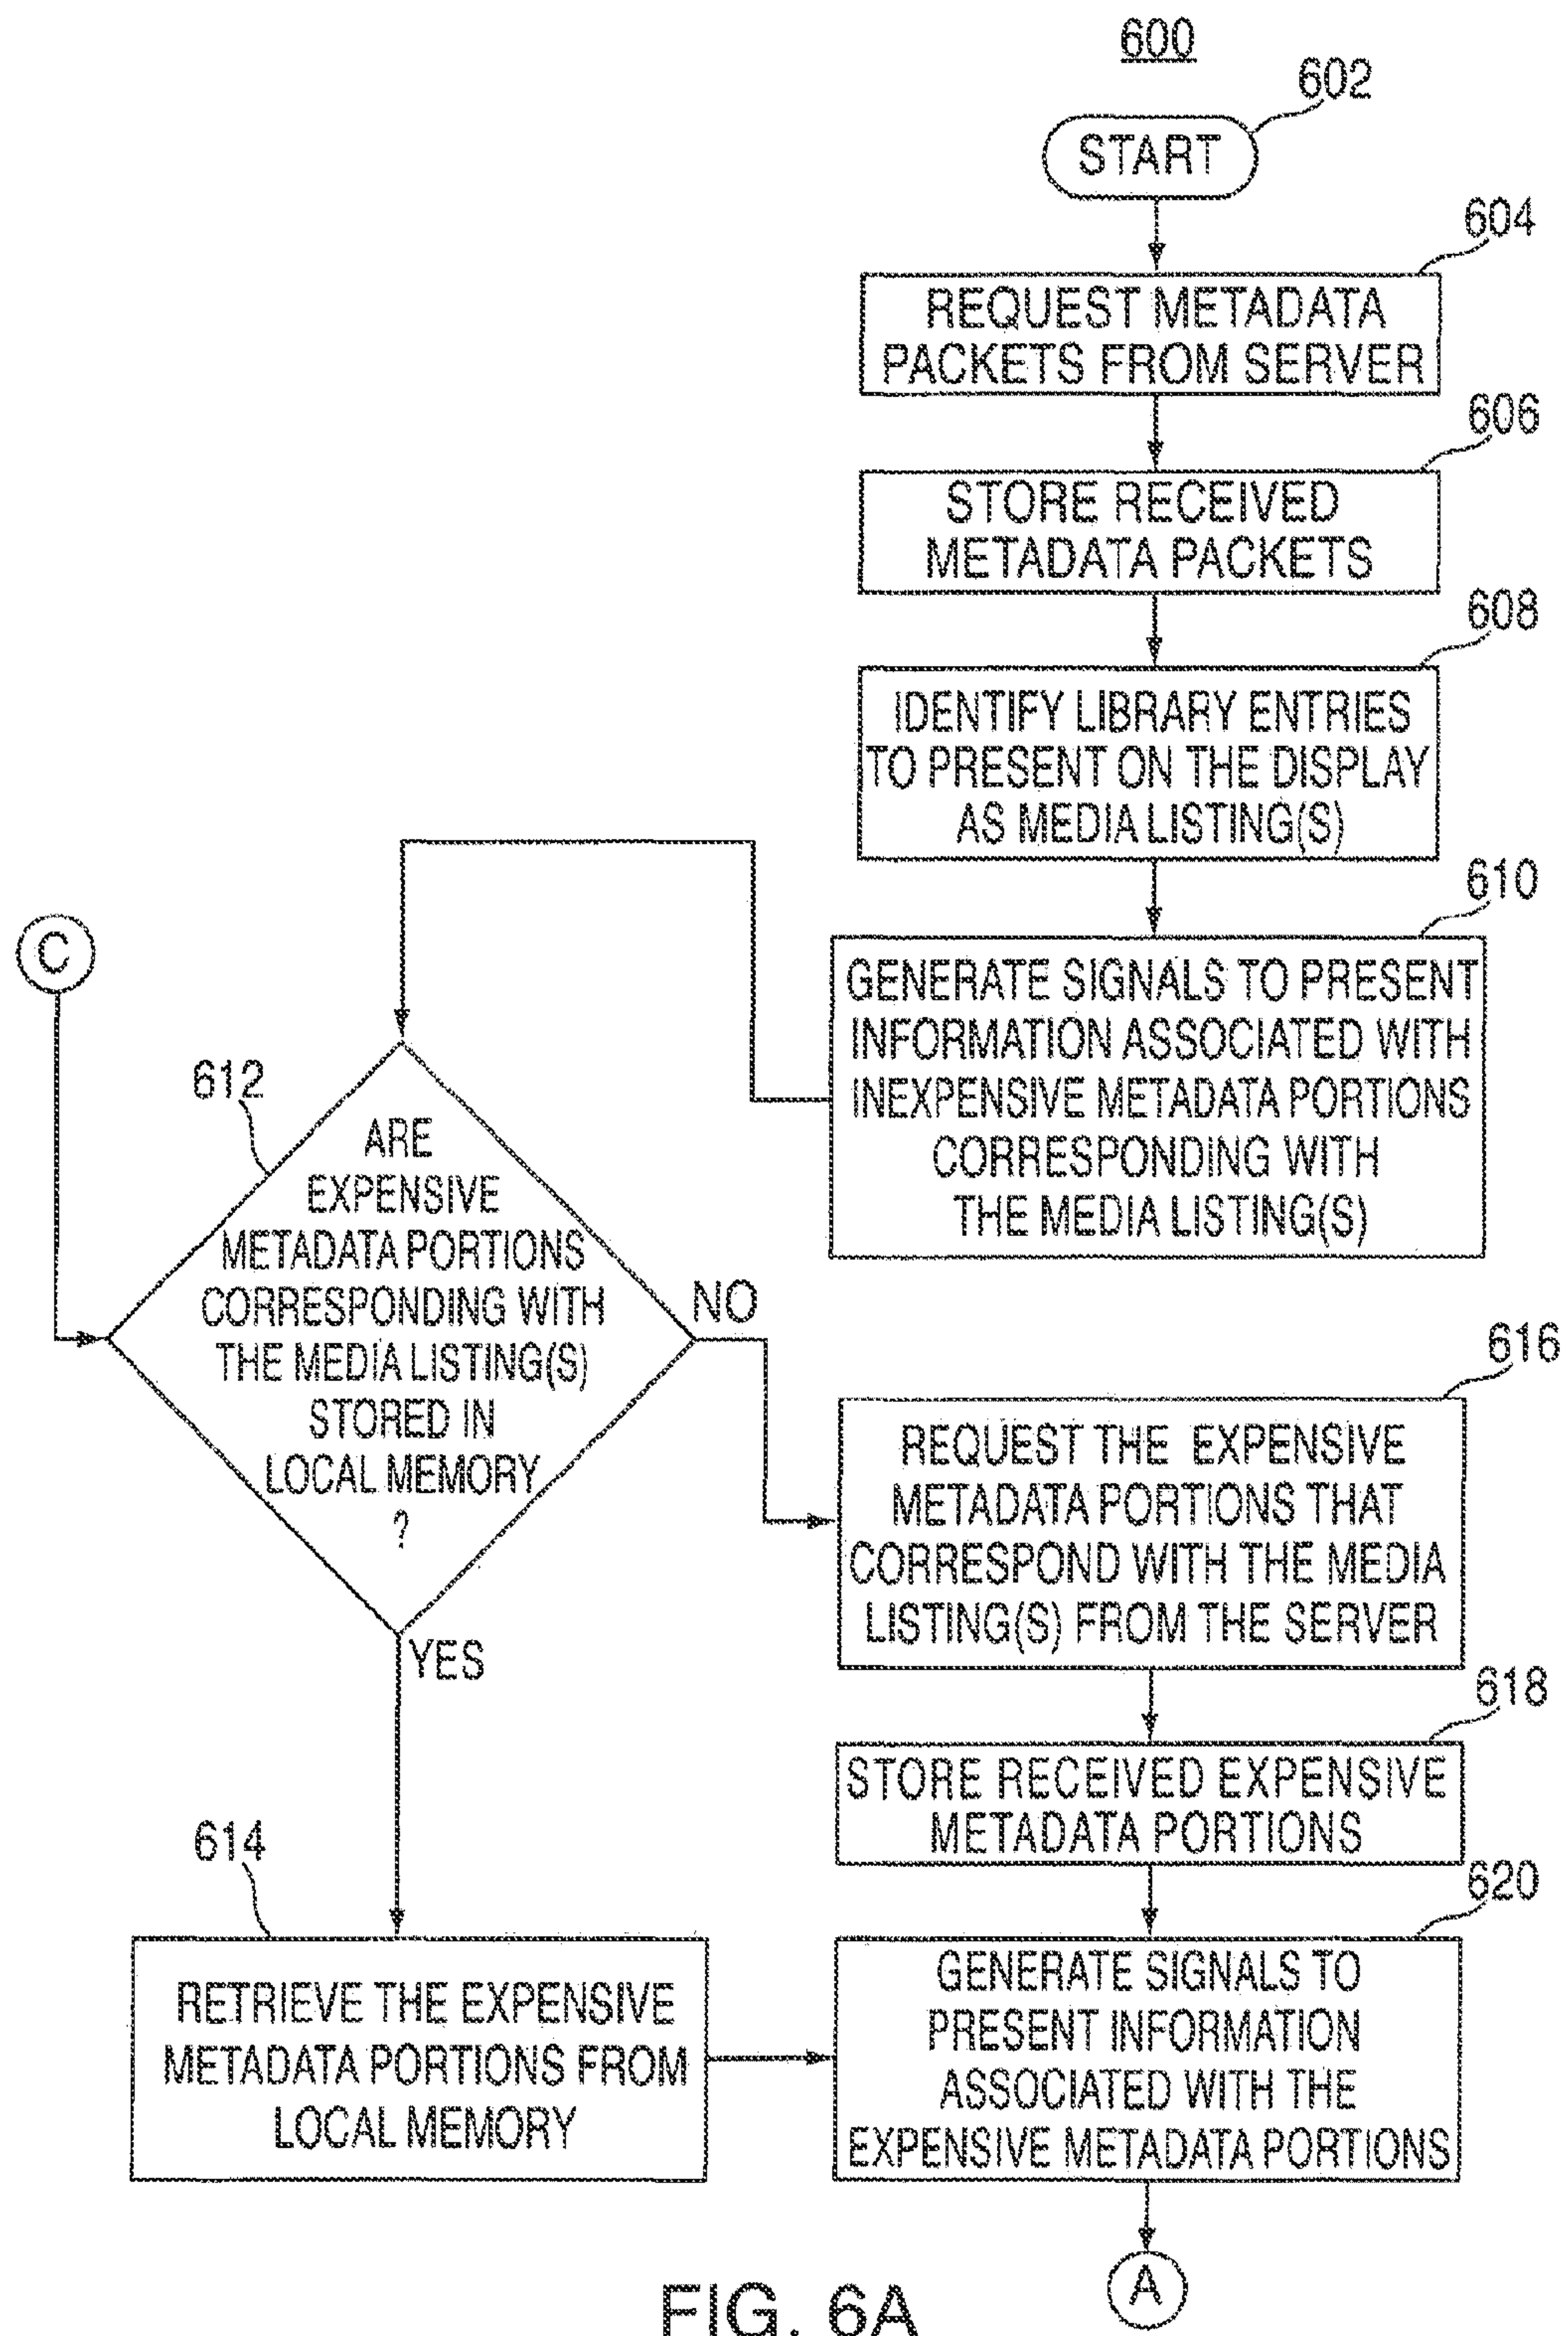 600
602
START
604
REQUEST METADATA
PACKETS FROM SERVER
606
STORE RECEIVED
METADATA PACKETS
608
IDENTIFY LIBRARY ENTRIES
TO PRESENT ON THE DISPLAY
AS MEDIA LISTING(S)
610
GENERATE SIGNALS TO PRESENT
INFORMATION ASSOCIATED WITH
INEXPENSIVE METADATA PORTIONS
CORRESPONDING WITH
THE MEDIA LISTING(S)
C
612
ARE
EXPENSIVE
METADATA PORTIONS
CORRESPONDING WITH
THE MEDIA LISTING(S)
STORED IN
LOCAL MEMORY
?
NO
YES
616
REQUEST THE EXPENSIVE
METADATA PORTIONS THAT
CORRESPOND WITH THE MEDIA
LISTING(S) FROM THE SERVER
618
STORE RECEIVED EXPENSIVE
METADATA PORTIONS
614
RETRIEVE THE EXPENSIVE
METADATA PORTIONS FROM
LOCAL MEMORY
620
GENERATE SIGNALS TO
PRESENT INFORMATION
ASSOCIATED WITH THE
EXPENSIVE METADATA PORTIONS
A
FIG. 6A